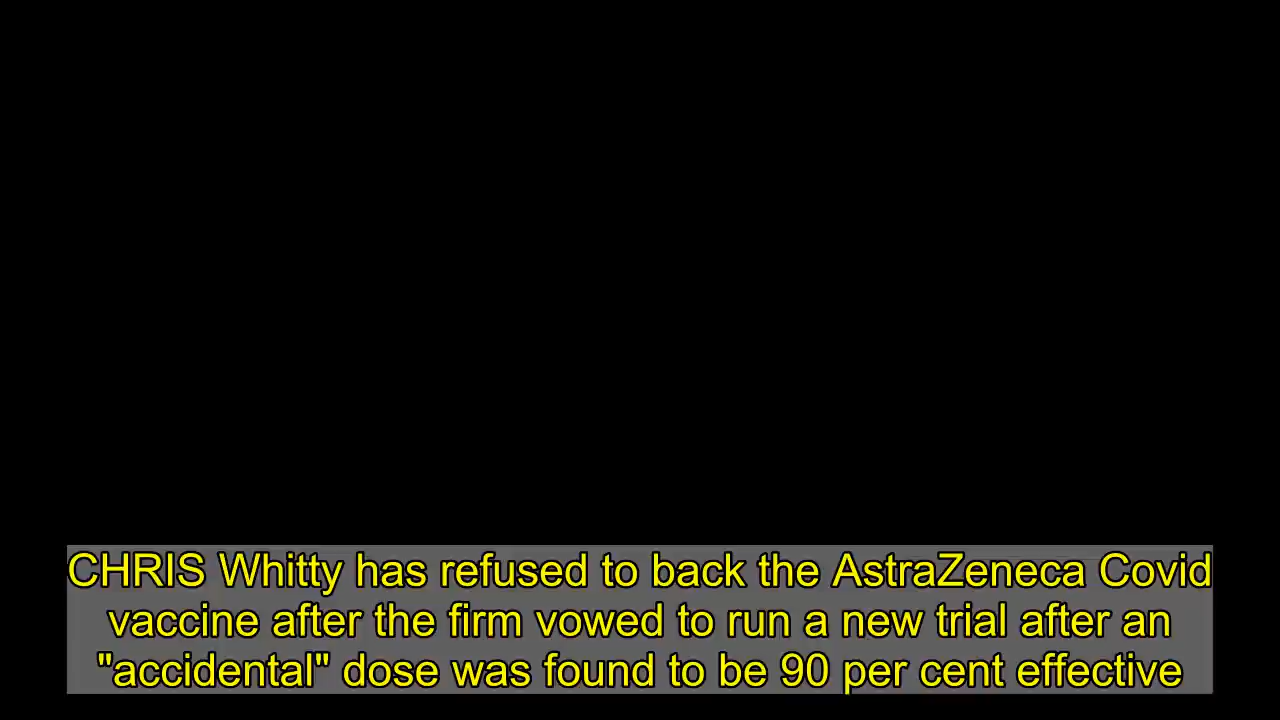 CHRIS Whitty has refused to back the AstraZeneca Covid
vaccine after the firm vowed to run a new trial after an
"accidental" dose was found to be 90 per cent effective